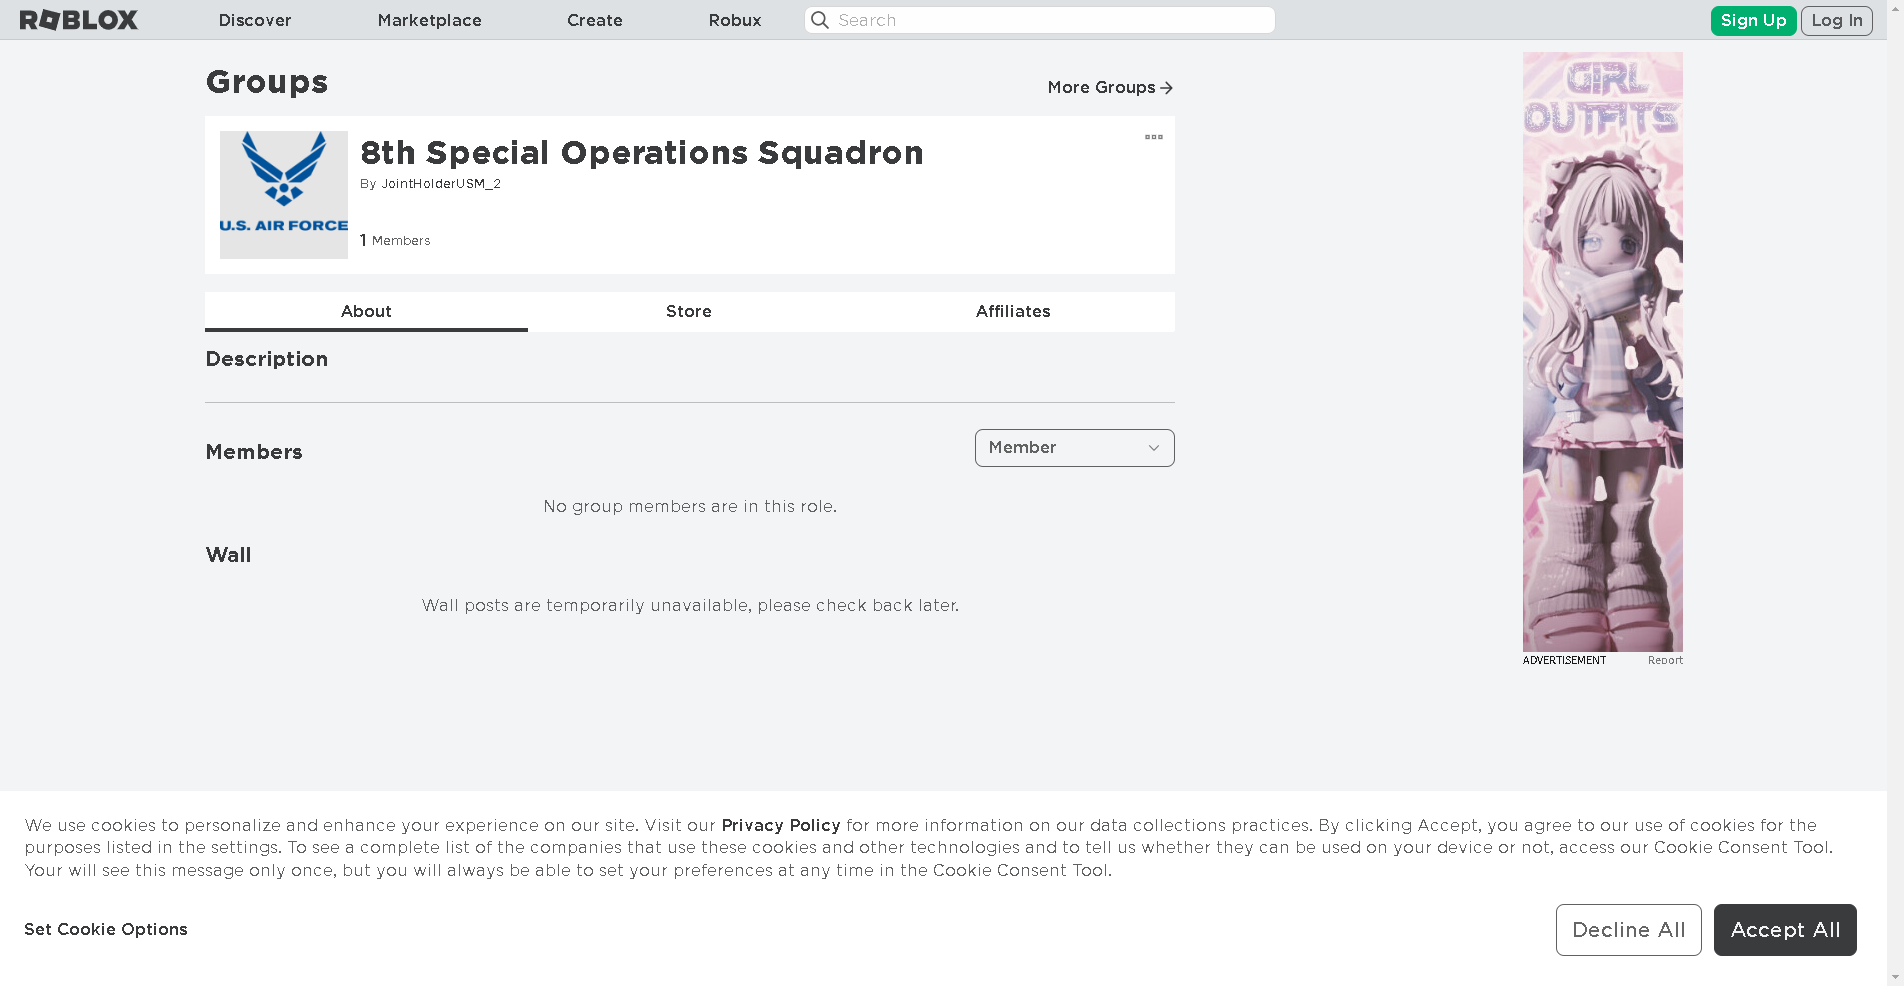 ROBLOX Discover Marketplace Create Robux Search Sign Up Log In
Groups
More Groups
U.S. AIR FORCE
8th Special Operations Squadron
By JointHolderUSM_2
1 Members
About Store Affiliates
Description
Members
Member
No group members are in this role.
Wall
Wall posts are temporarily unavailable, please check back later.
GIRL
OUTFITS
ADVERTISEMENT Report
We use cookies to personalize and enhance your experience on our site. Visit our Privacy Policy for more information on our data collections practices. By clicking Accept, you agree to our use of cookies for the
purposes listed in the settings. To see a complete list of the companies that use these cookies and other technologies and to tell us whether they can be used on your device or not, access our Cookie Consent Tool.
Your will see this message only once, but you will always be able to set your preferences at any time in the Cookie Consent Tool.
Set Cookie Options
Decline All
Accept All